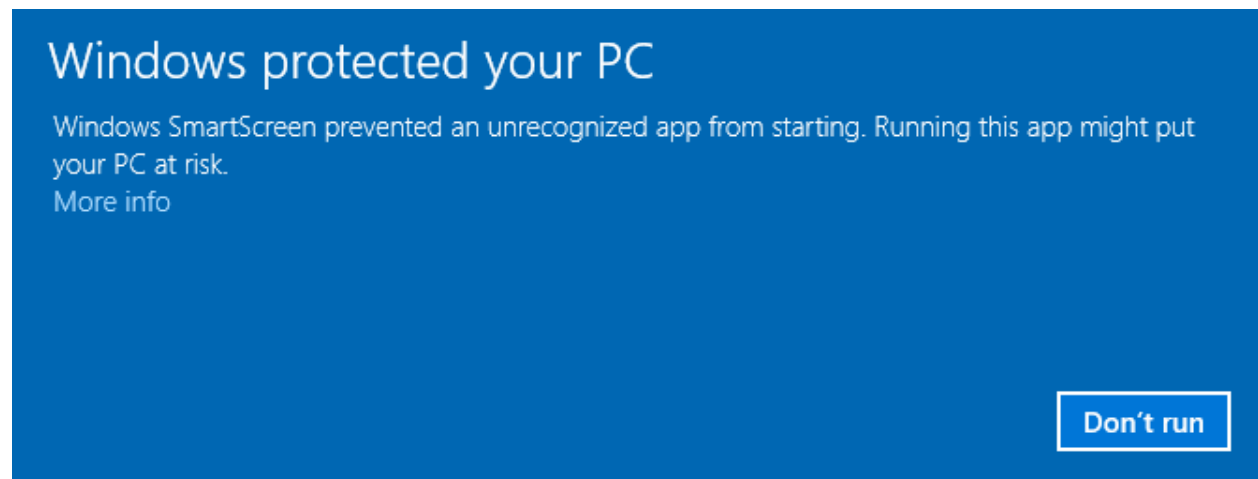 Windows protected your PC
Windows SmartScreen prevented an unrecognized app from starting. Running this app might put
your PC at risk.
More info
Don't run